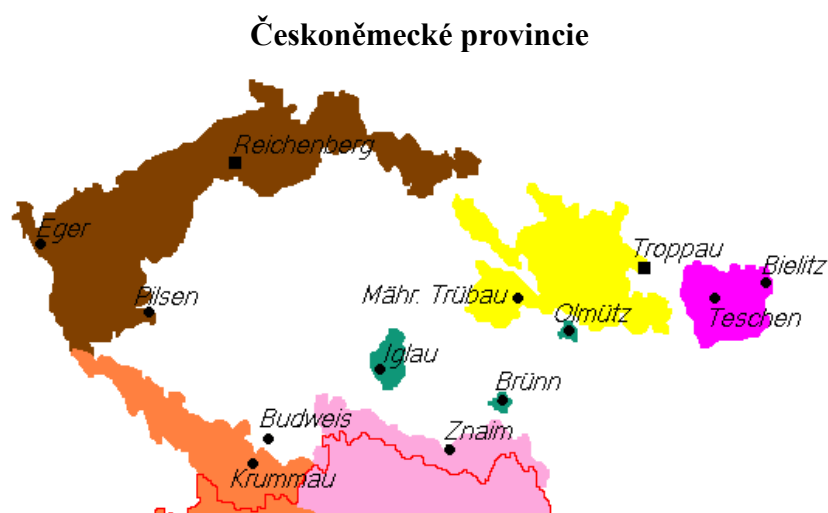 Českoněmecké provincie
Reichenberg
Eger
Troppau
Bielitz
Pilsen
Mähr. Trübau
Olmütz
Teschen
Iglau
Brünn
Budweis
Znaim
Krummau